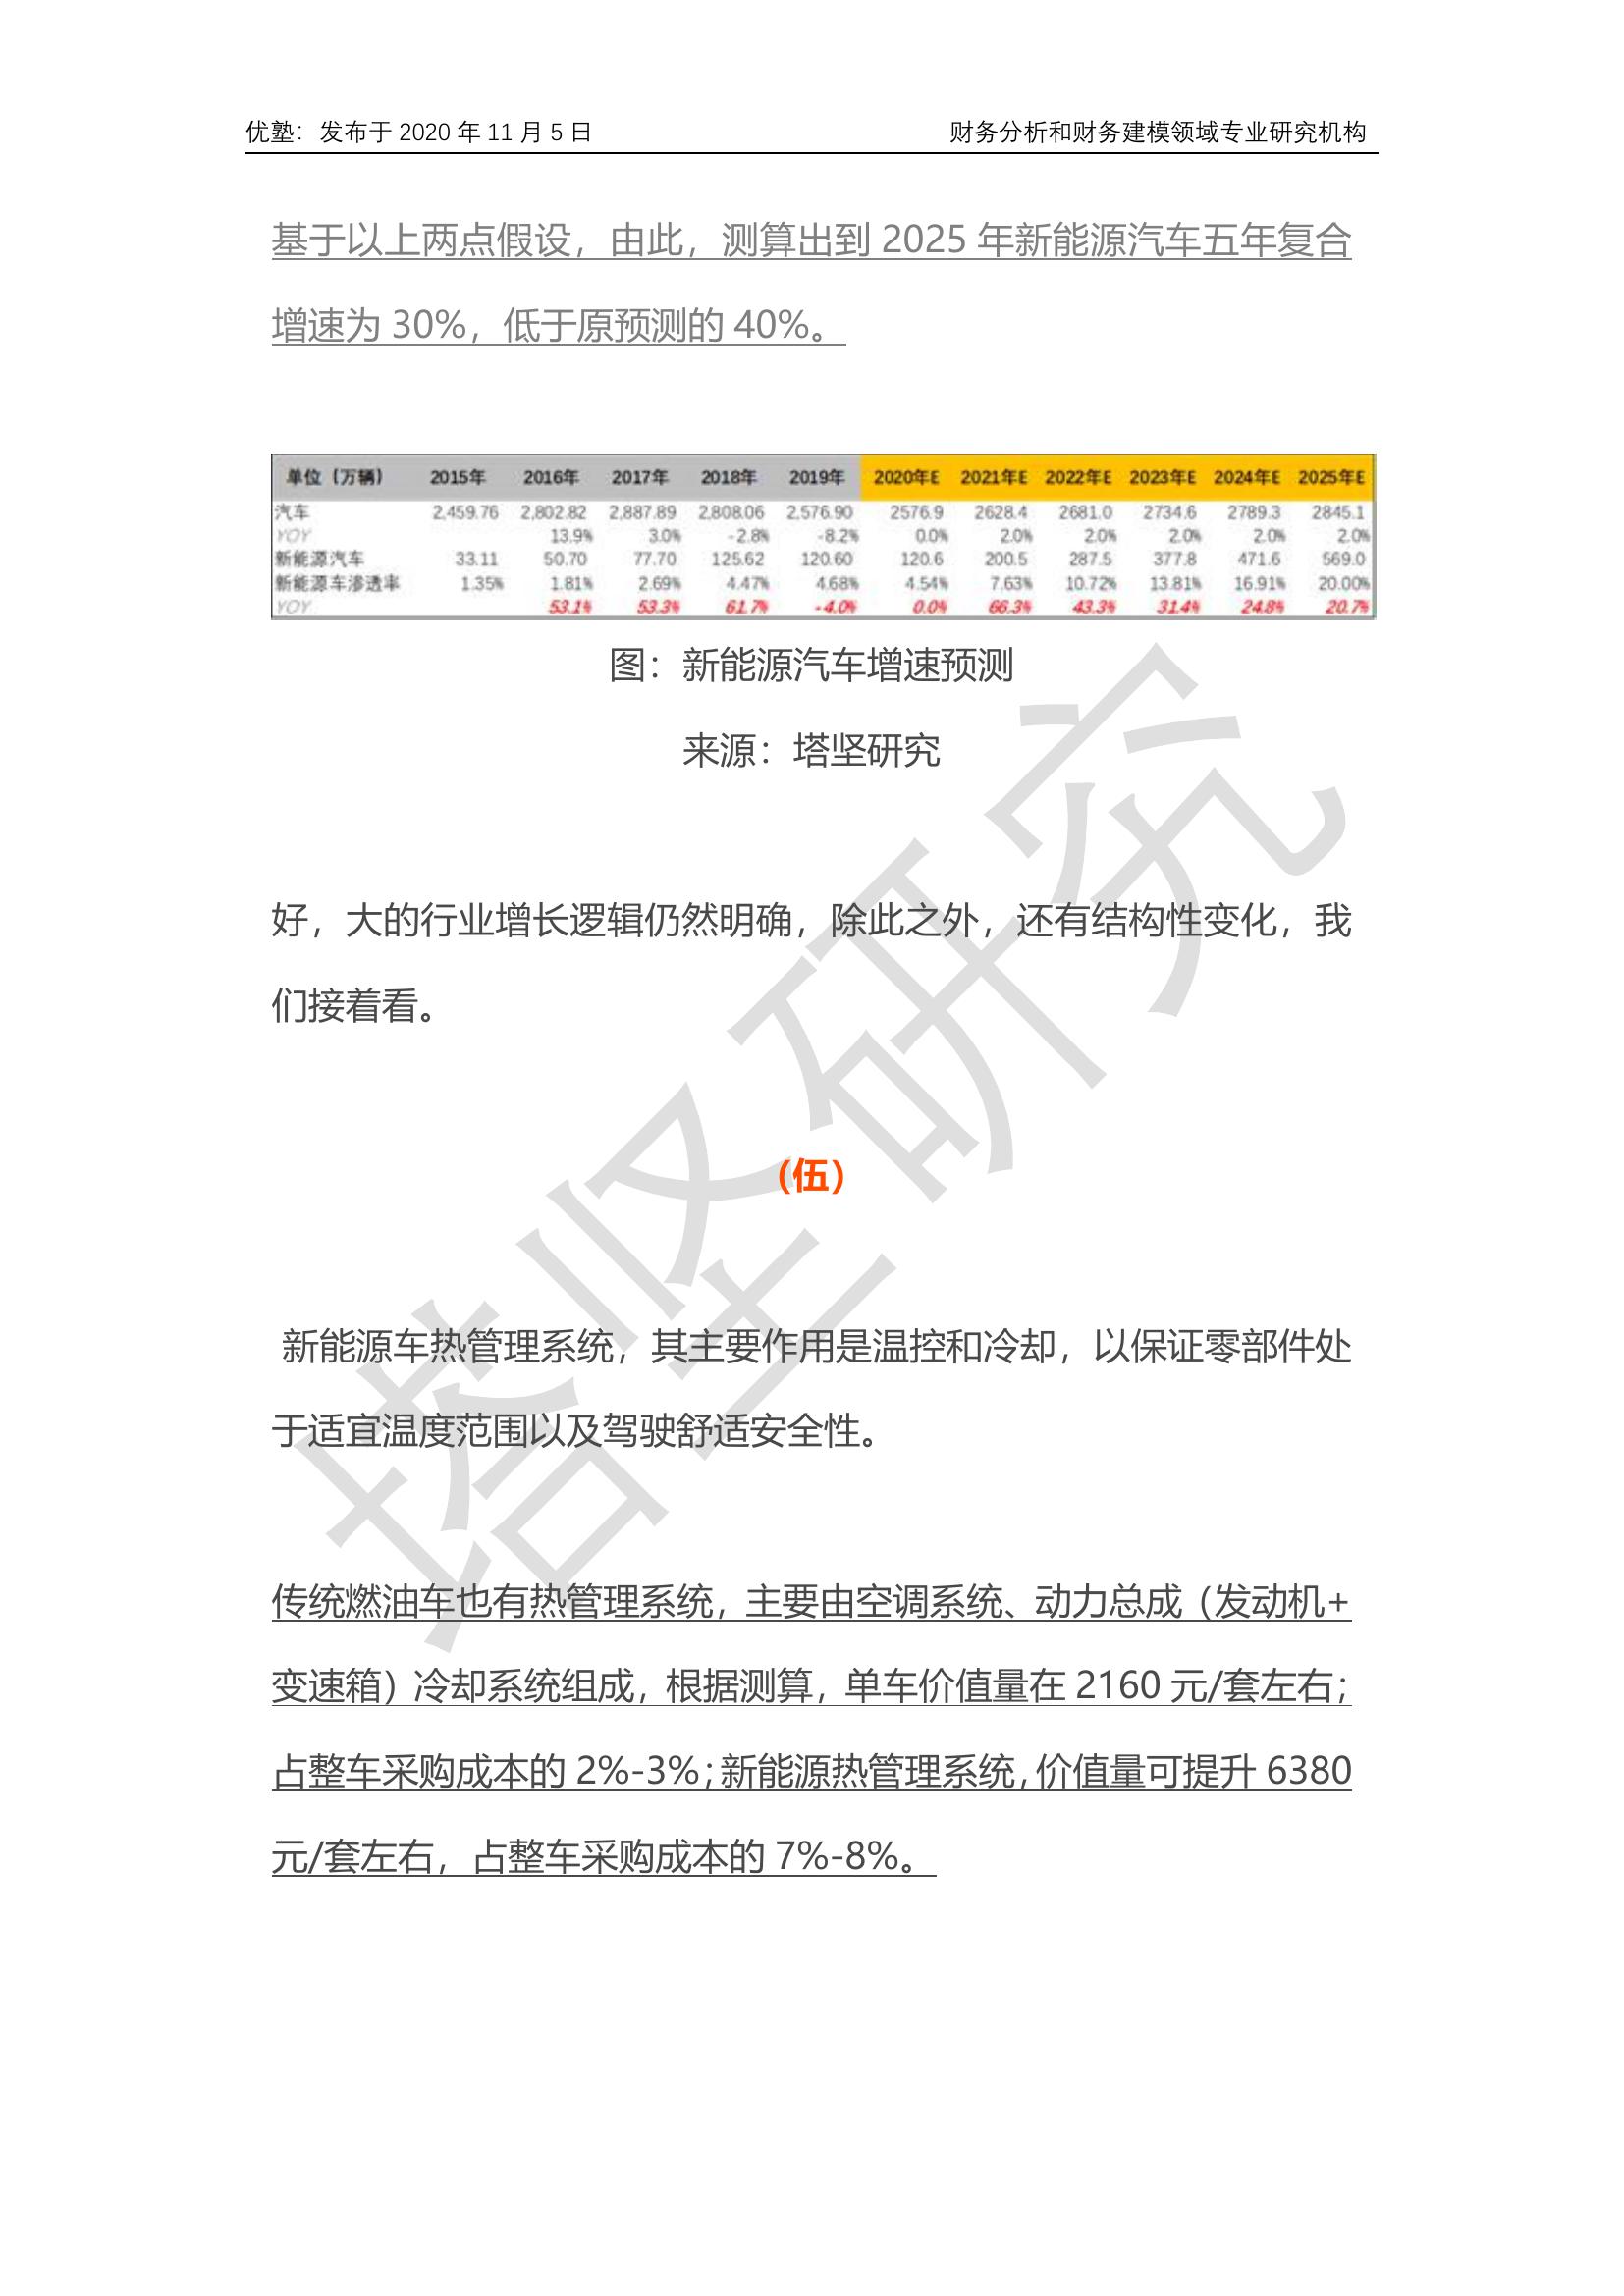 优塾：发布于 2020 年 11 月 5 日 财务分析和财务建模领域专业研究机构
基于以上两点假设，由此，测算出到 2025 年新能源汽车五年复合
增速为 30%，低于原预测的 40%。
单位（万辆） 2015年 2016年 2017年 2018年 2019年 2020年E 2021年E 2022年E 2023年E 2024年E 2025年E
汽车 2,459.76 2,802.82 2,887.89 2,808.06 2,576.90 2576.9 2628.4 2681.0 2734.6 2789.3 2845.1
YOY 13.9% 3.0% -2.8% -8.2% 0.0% 2.0% 2.0% 2.0% 2.0% 2.0%
新能源汽车 33.11 50.70 77.70 125.62 120.60 120.6 200.5 287.5 377.8 471.6 569.0
新能源车渗透率 1.35% 1.81% 2.69% 4.47% 4.68% 4.54% 7.63% 10.72% 13.81% 16.91% 20.00%
YOY 53.1% 53.3% 61.7% -4.0% 0.0% 66.3% 43.3% 31.4% 24.8% 20.7%
图：新能源汽车增速预测
来源：塔坚研究
好，大的行业增长逻辑仍然明确，除此之外，还有结构性变化，我
们接着看。
（伍）
新能源车热管理系统，其主要作用是温控和冷却，以保证零部件处
于适宜温度范围以及驾驶舒适安全性。
传统燃油车也有热管理系统，主要由空调系统、动力总成（发动机+
变速箱）冷却系统组成，根据测算，单车价值量在 2160 元/套左右；
占整车采购成本的 2%-3%；新能源热管理系统，价值量可提升 6380
元/套左右，占整车采购成本的 7%-8%。
塔坚研究